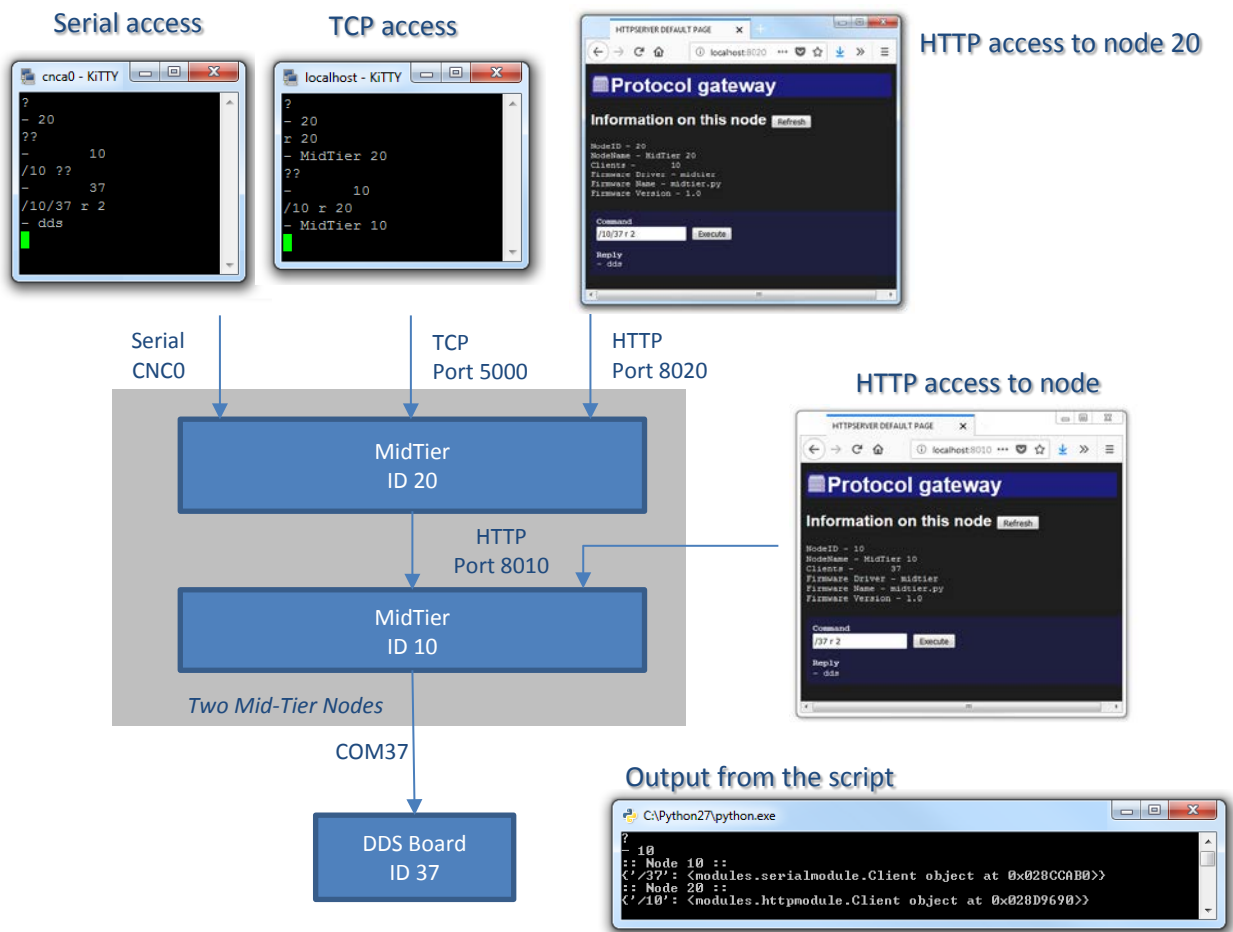 Serial access
TCP access
HTTP access to node 20
cnca0 - KiTTY
?
- 20
??
-       10
/10 ??
-       37
/10/37 r 2
- dds
localhost - KiTTY
?
- 20
r 20
- MidTier 20
??
-       10
/10 r 20
- MidTier 10
HTTPSERVER DEFAULT PAGE
localhost:8020
Protocol gateway
Information on this node Refresh
NodeID - 20
NodeName - MidTier 20
Clients -       10
Firmware Driver - midtier
Firmware Name - midtier.py
Firmware Version - 1.0
Command
/10/37 r 2 Execute
Reply
- dds
Serial
CNC0
TCP
Port 5000
HTTP
Port 8020
MidTier
ID 20
HTTP
Port 8010
MidTier
ID 10
Two Mid-Tier Nodes
COM37
DDS Board
ID 37
HTTP access to node
HTTPSERVER DEFAULT PAGE
localhost:8010
Protocol gateway
Information on this node Refresh
NodeID - 10
NodeName - MidTier 10
Clients -       37
Firmware Driver - midtier
Firmware Name - midtier.py
Firmware Version - 1.0
Command
/37 r 2 Execute
Reply
- dds
Output from the script
C:\Python27\python.exe
?
- 10
:: Node 10 ::
{'/37': <modules.serialmodule.Client object at 0x028CCAB0>}
:: Node 20 ::
{'/10': <modules.httpmodule.Client object at 0x028D9690>}